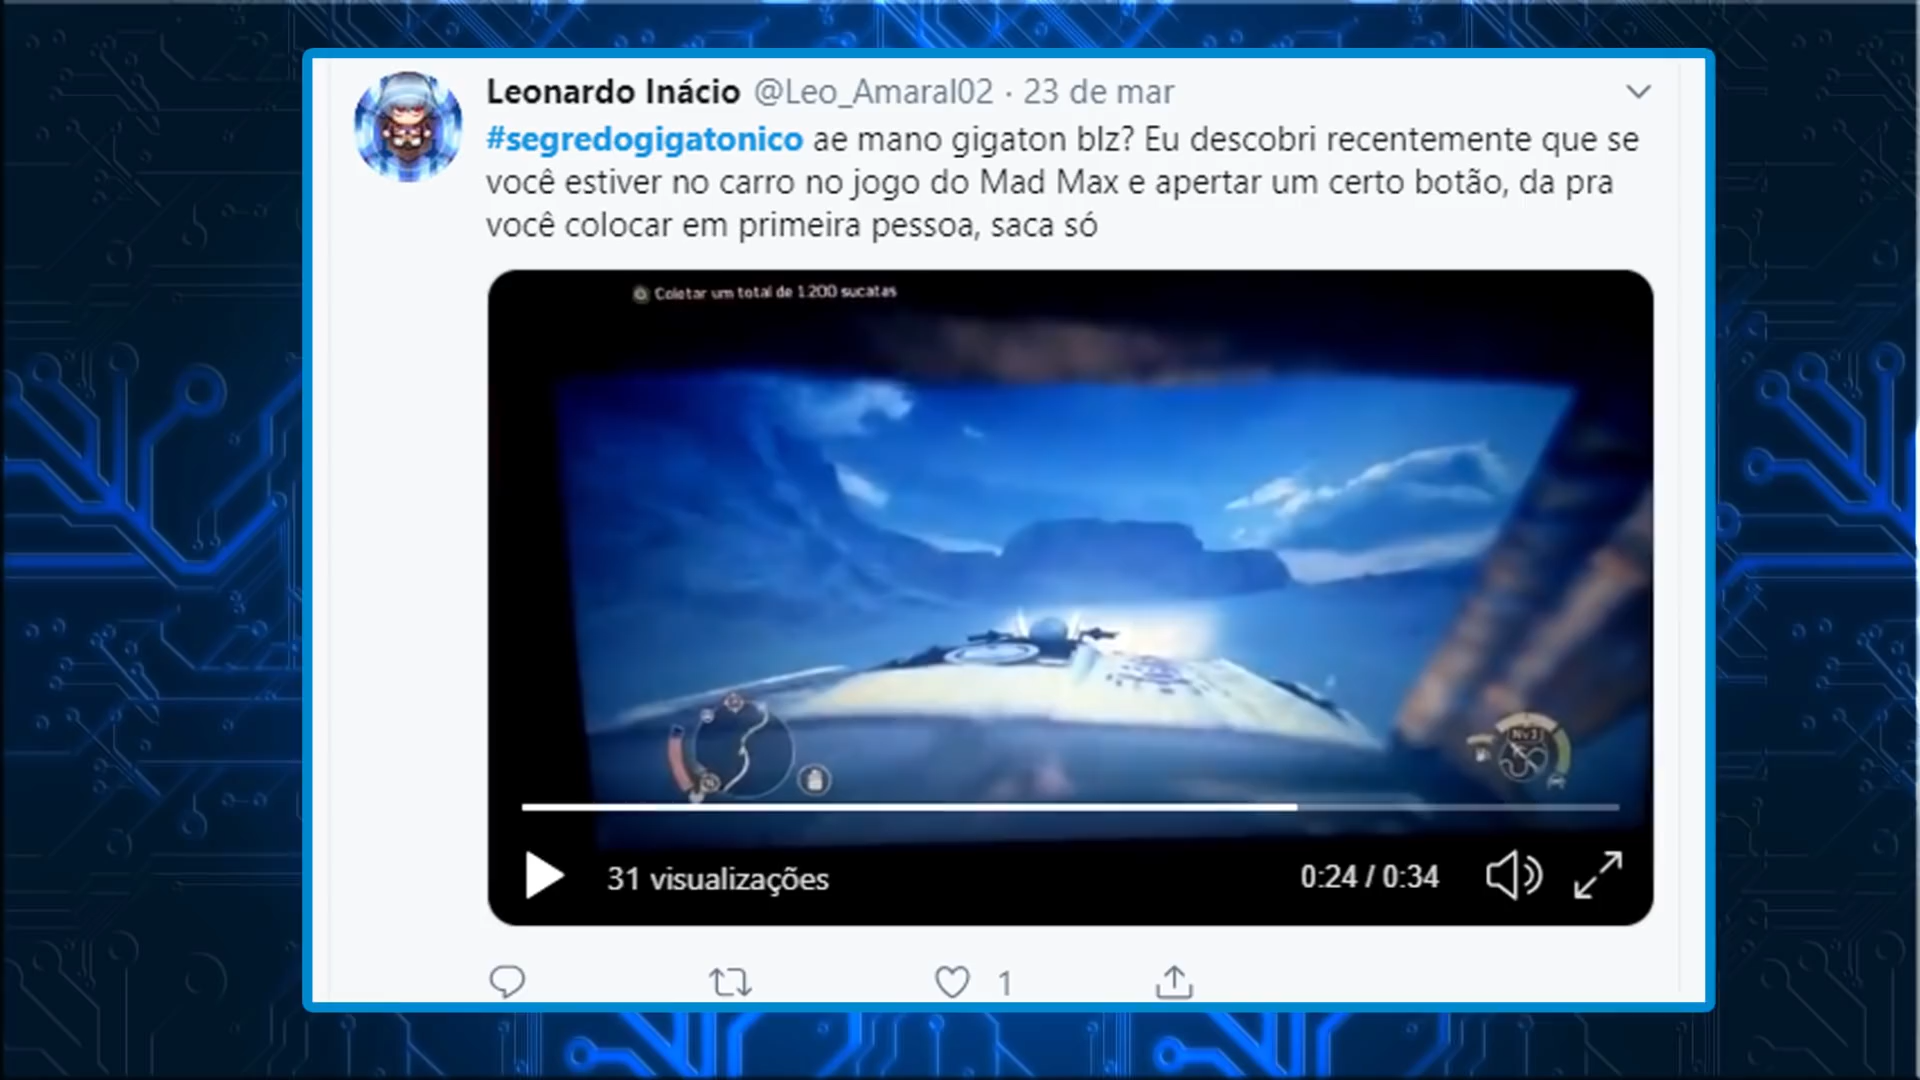 Leonardo Inácio @Leo_Amaral02 · 23 de mar
#segredogigatonico ae mano gigaton blz? Eu descobri recentemente que se
você estiver no carro no jogo do Mad Max e apertar um certo botão, da pra
você colocar em primeira pessoa, saca só
Coletar um total de 1.200 sucatas
31 visualizações
0:24 / 0:34
1